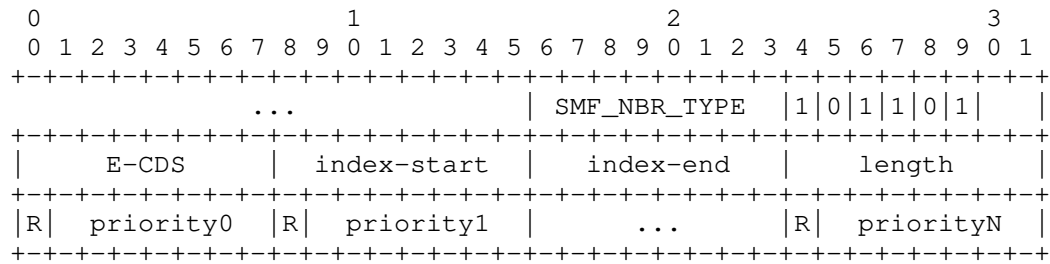 0                   1                   2                   3
 0 1 2 3 4 5 6 7 8 9 0 1 2 3 4 5 6 7 8 9 0 1 2 3 4 5 6 7 8 9 0 1
+-+-+-+-+-+-+-+-+-+-+-+-+-+-+-+-+-+-+-+-+-+-+-+-+-+-+-+-+-+-+-+-+
               ...              | SMF_NBR_TYPE  |1|0|1|1|0|1|   |
+-+-+-+-+-+-+-+-+-+-+-+-+-+-+-+-+-+-+-+-+-+-+-+-+-+-+-+-+-+-+-+-+
|     E-CDS     |  index-start  |   index-end   |    length     |
+-+-+-+-+-+-+-+-+-+-+-+-+-+-+-+-+-+-+-+-+-+-+-+-+-+-+-+-+-+-+-+-+
|R|  priority0  |R|  priority1  |      ...      |R|  priorityN  |
+-+-+-+-+-+-+-+-+-+-+-+-+-+-+-+-+-+-+-+-+-+-+-+-+-+-+-+-+-+-+-+-+